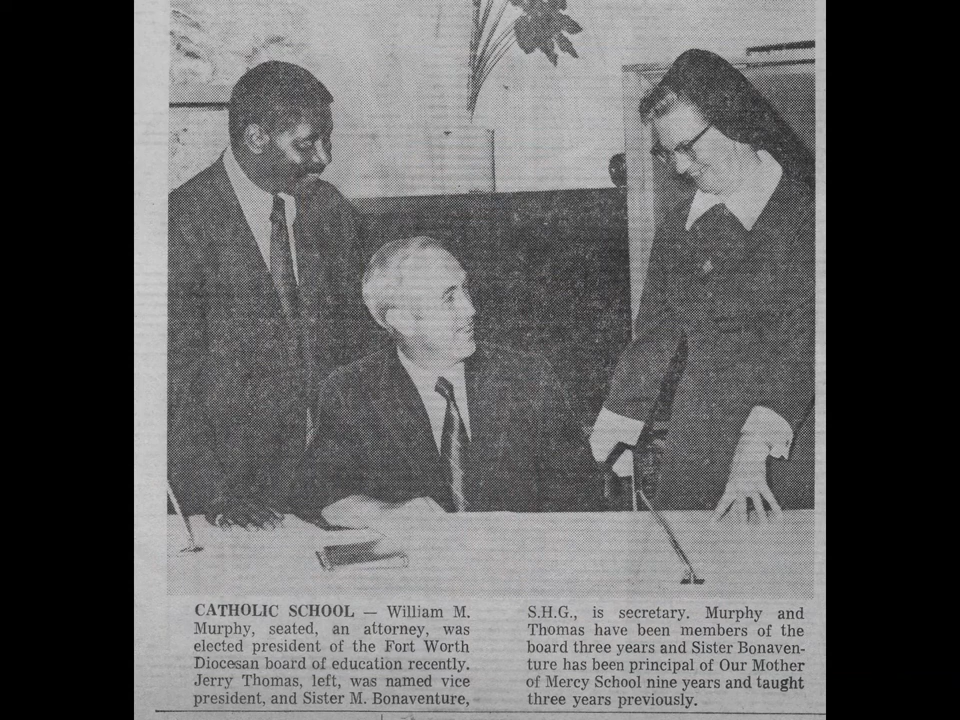 CATHOLIC SCHOOL — William M.
Murphy, seated, an attorney, was
elected president of the Fort Worth
Diocesan board of education recently.
Jerry Thomas, left, was named vice
president, and Sister M. Bonaventure,
S.H.G., is secretary. Murphy and
Thomas have been members of the
board three years and Sister Bonaven-
ture has been principal of Our Mother
of Mercy School nine years and taught
three years previously.